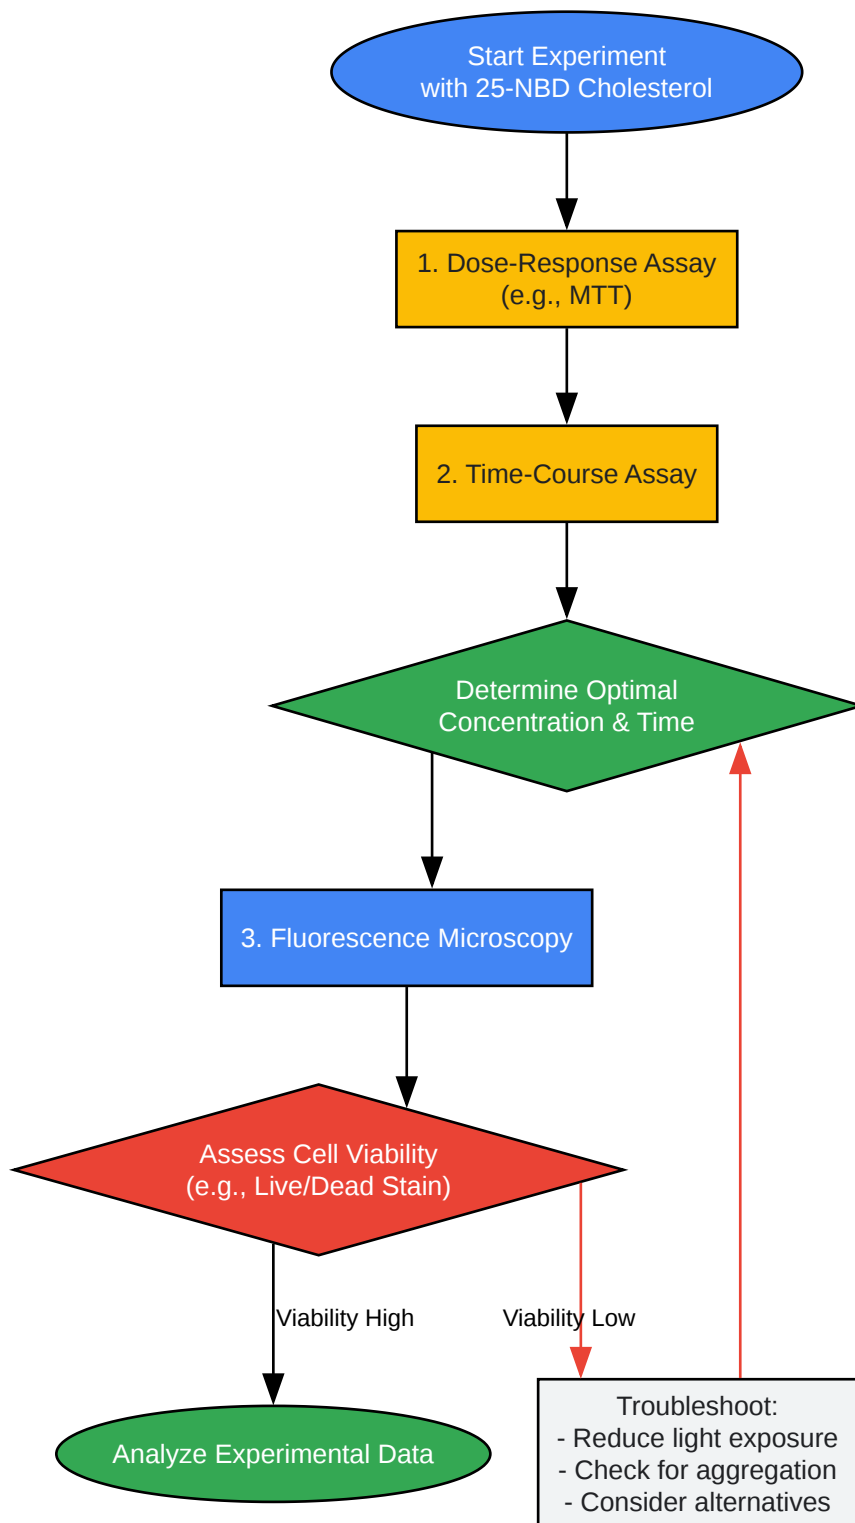 Start Experiment
with 25-NBD Cholesterol
1. Dose-Response Assay
(e.g., MTT)
2. Time-Course Assay
Determine Optimal
Concentration & Time
3. Fluorescence Microscopy
Assess Cell Viability
(e.g., Live/Dead Stain)
Viability High
Viability Low
Analyze Experimental Data
Troubleshoot:
- Reduce light exposure
- Check for aggregation
- Consider alternatives